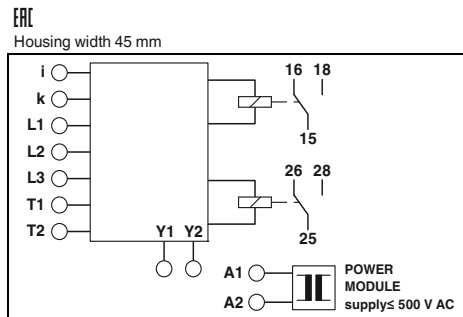 EAC
Housing width 45 mm
i
k
L1
L2
L3
T1
T2
Y1 Y2
16 18
15
26 28
25
A1
A2
POWER
MODULE
supply≤ 500 V AC